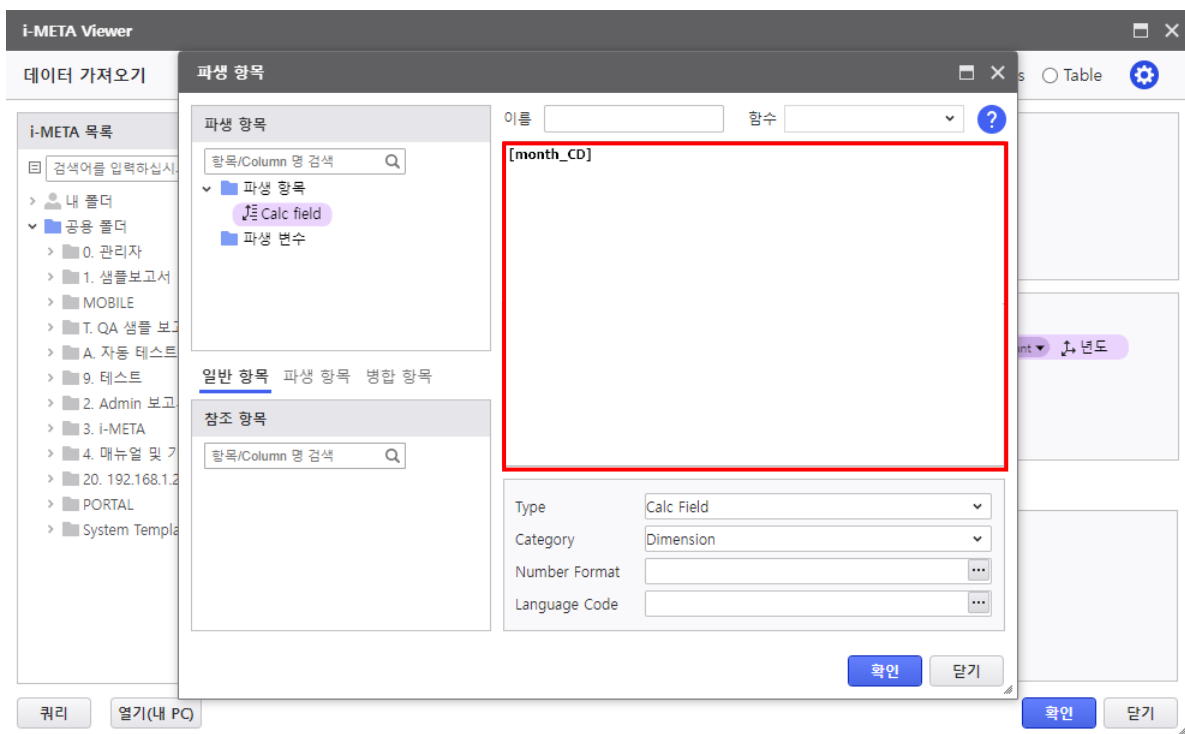 i-META Viewer
데이터 가져오기
s Table
i-META 목록
검색어를 입력하십시.
내 폴더
공용 폴더
0. 관리자
1. 샘플보고서
MOBILE
T. QA 샘플 보고
A. 자동 테스트
9. 테스트
2. Admin 보고
3. i-META
4. 매뉴얼 및 기
20. 192.168.1.2
PORTAL
System Templa
쿼리
열기(내 PC)
파생 항목
파생 항목
항목/Column 명 검색
파생 항목
Calc field
파생 변수
일반 항목 파생 항목 병합 항목
참조 항목
항목/Column 명 검색
이름 함수 ?
[month_CD]
Type Calc Field
Category Dimension
Number Format ...
Language Code ...
확인 닫기
nt 년도
확인 닫기